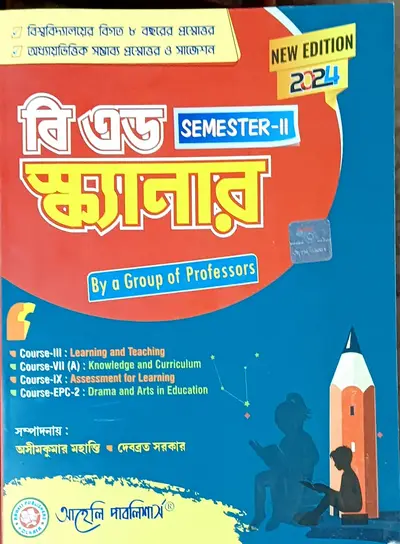 বিশ্ববিদ্যালয়ের বিগত ৮ বছরের প্রশ্নোত্তর
অধ্যায়ভিত্তিক সম্ভাব্য প্রশ্নোত্তর ও সাজেশন
NEW EDITION
2024
বি এড
SEMESTER-II
স্ক্যানার
By a Group of Professors
Course-III : Learning and Teaching
Course-VII (A) : Knowledge and Curriculum
Course-IX : Assessment for Learning
Course-EPC-2 : Drama and Arts in Education
সম্পাদনায় :
অসীমকুমার মহান্তি ❖ দেবব্রত সরকার
আহেলি পাবলিশার্স®